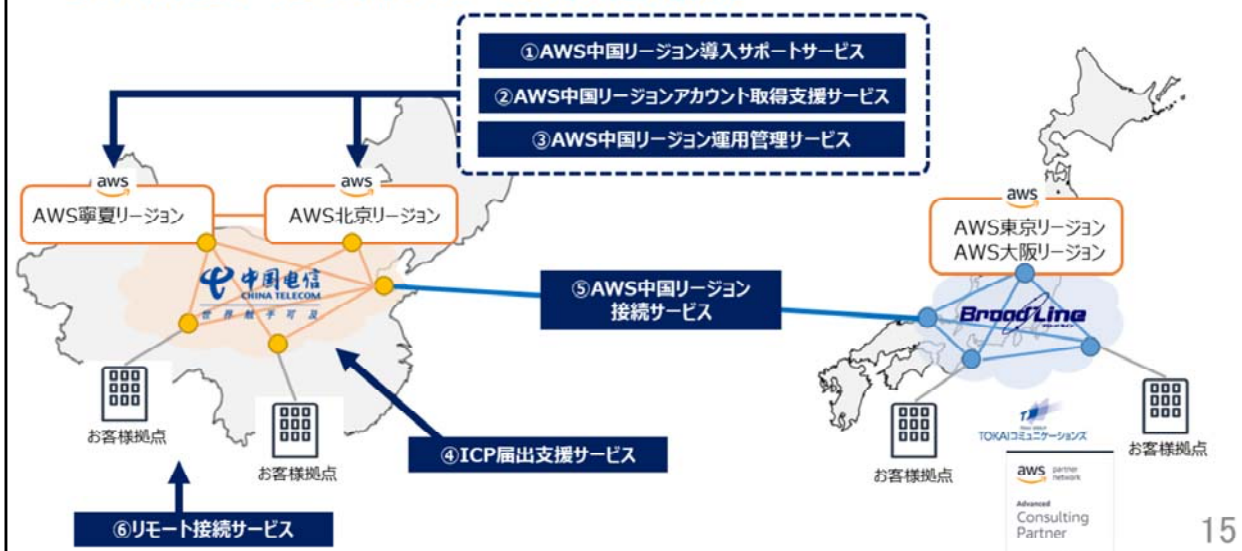 ①AWS中国リージョン導入サポートサービス
②AWS中国リージョンアカウント取得支援サービス
③AWS中国リージョン運用管理サービス
aws
AWS寧夏リージョン
aws
AWS北京リージョン
aws
AWS東京リージョン
AWS大阪リージョン
中国电信
CHINA TELECOM
世界触手可及
⑤AWS中国リージョン
接続サービス
BroadLine
お客様拠点
お客様拠点
④ICP届出支援サービス
⑥リモート接続サービス
TOKAIコミュニケーションズ
お客様拠点
お客様拠点
aws partner
network
Advanced
Consulting
Partner
15